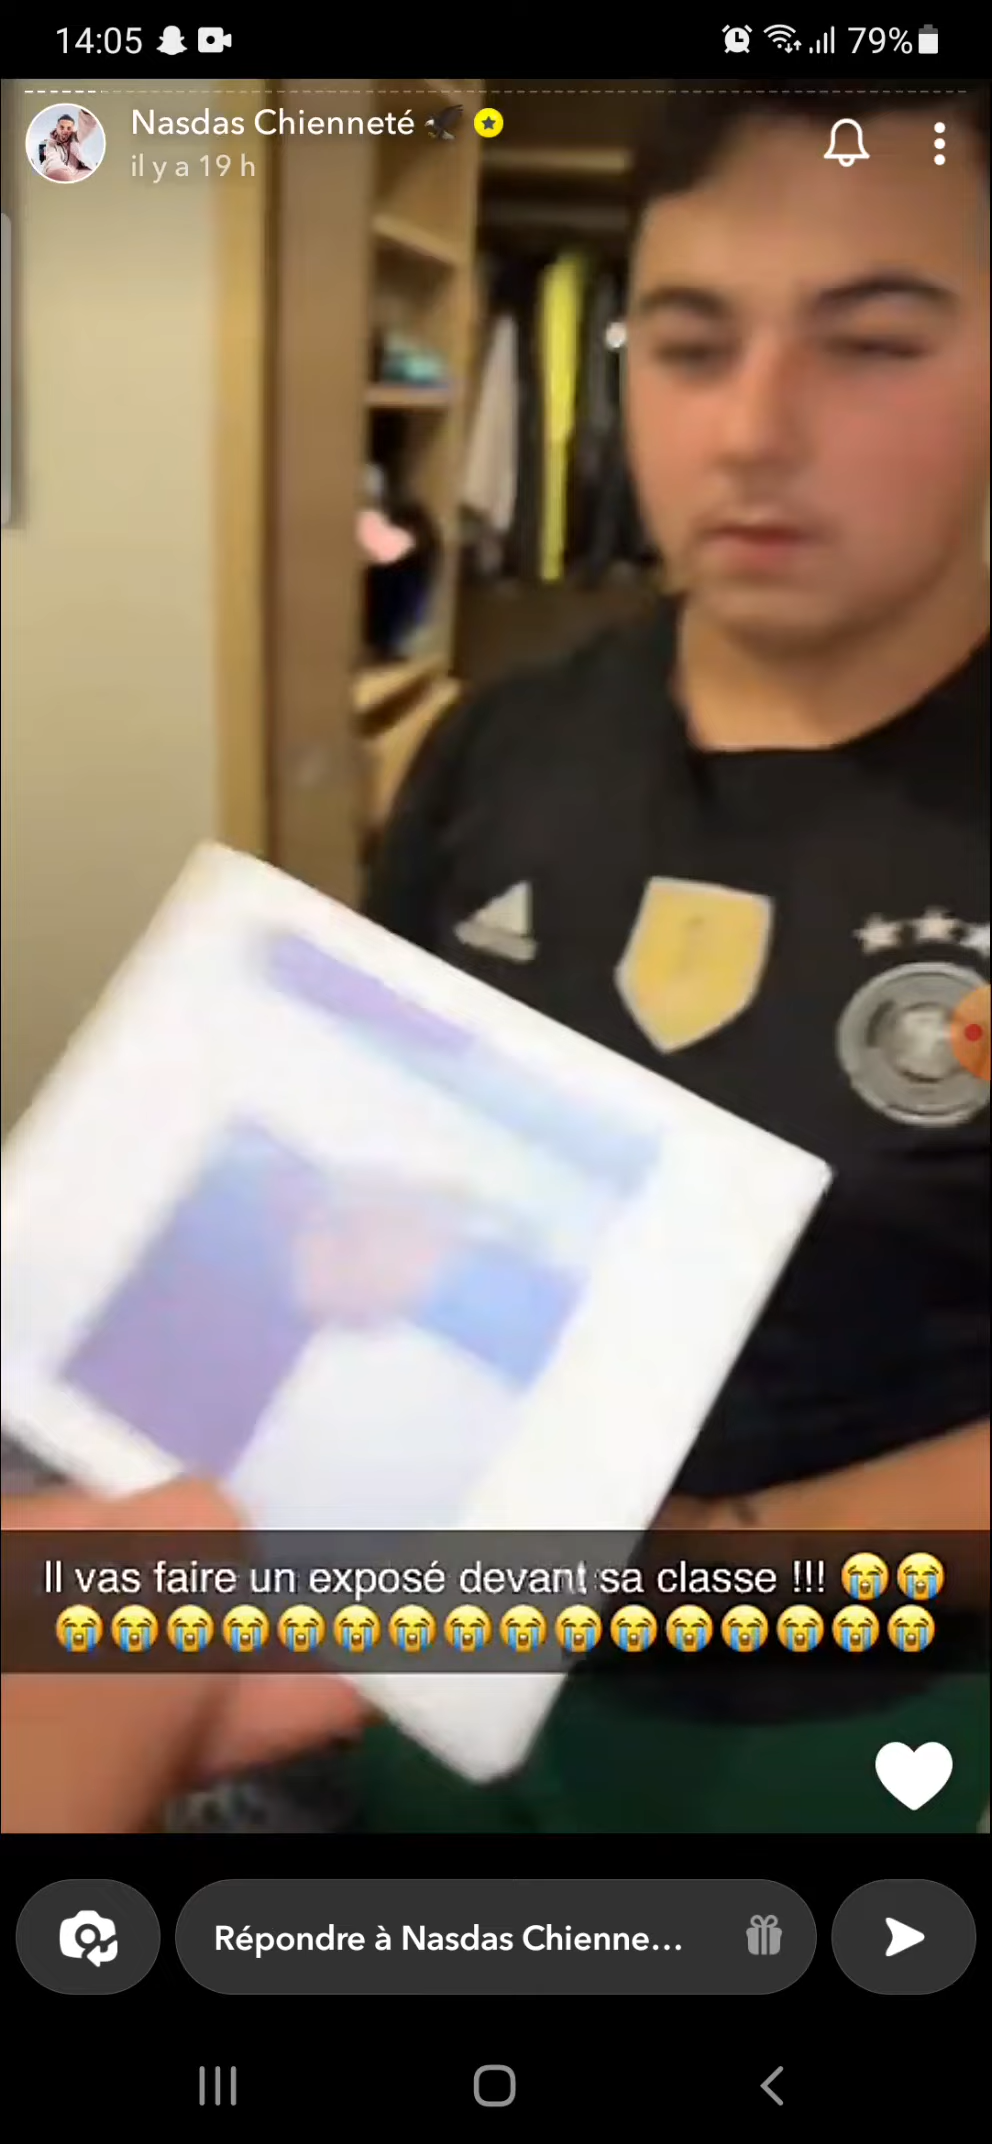 14:05 79%
Nasdas Chienneté
il y a 19 h
Il vas faire un exposé devant sa classe !!! 😭😭
😭😭😭😭😭😭😭😭😭😭😭😭😭😭😭😭
Répondre à Nasdas Chienne...